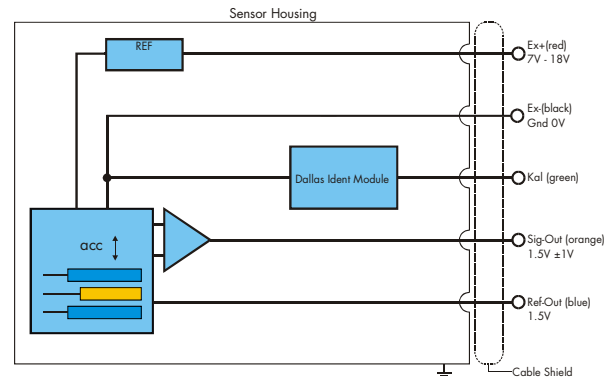 Sensor Housing
REF
Ex+(red)
7V - 18V
Ex-(black)
Gnd 0V
Dallas Ident Module
Kal (green)
acc
Sig-Out (orange)
1.5V ±1V
Ref-Out (blue)
1.5V
Cable Shield